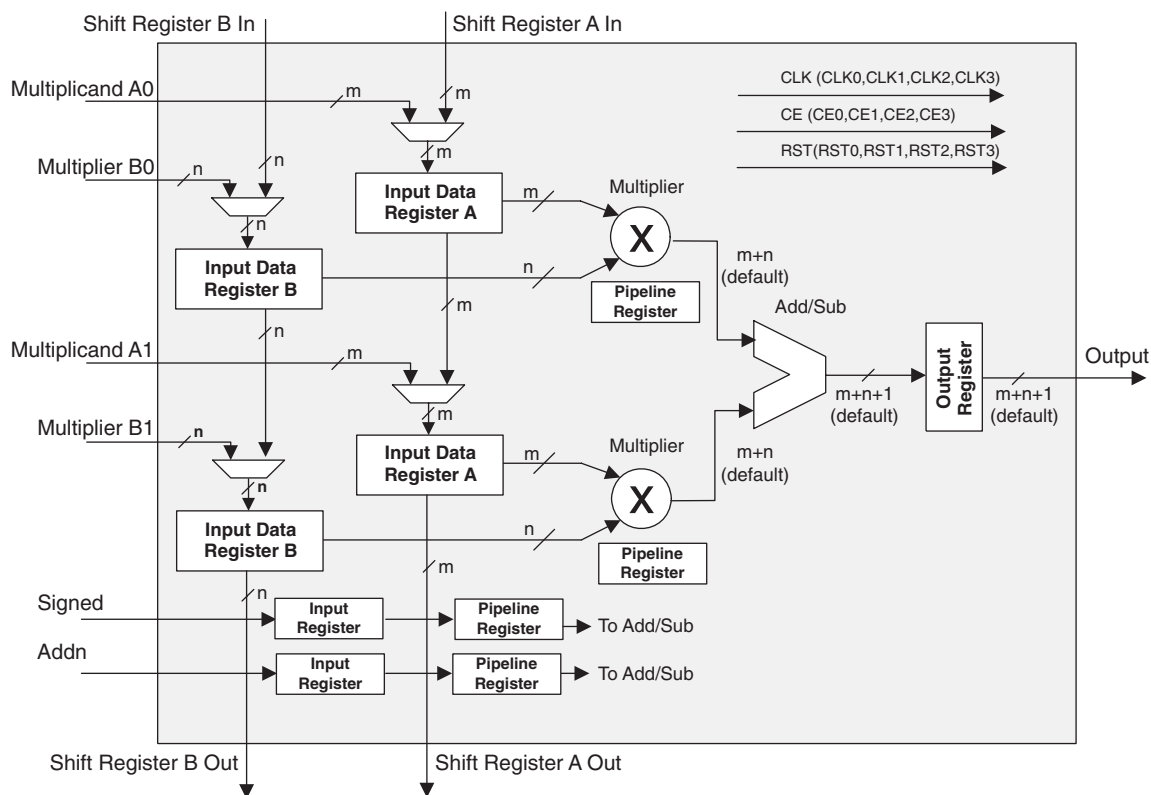 Shift Register B In
Shift Register A In
Multiplicand A0
m
m
CLK (CLK0,CLK1,CLK2,CLK3)
CE (CE0,CE1,CE2,CE3)
RST(RST0,RST1,RST2,RST3)
m
Multiplier B0
n
n
n
Input Data
Register A
m
Multiplier
X
Input Data
Register B
n
m+n
(default)
Pipeline
Register
m
n
Add/Sub
Multiplicand A1
m
m
Output
Register
Output
m+n+1
(default)
m+n+1
(default)
Multiplier B1
n
n
Input Data
Register A
m
Multiplier
X
m+n
(default)
Input Data
Register B
n
Pipeline
Register
m
n
Signed
Input
Register
Pipeline
Register
To Add/Sub
Addn
Input
Register
Pipeline
Register
To Add/Sub
Shift Register B Out
Shift Register A Out